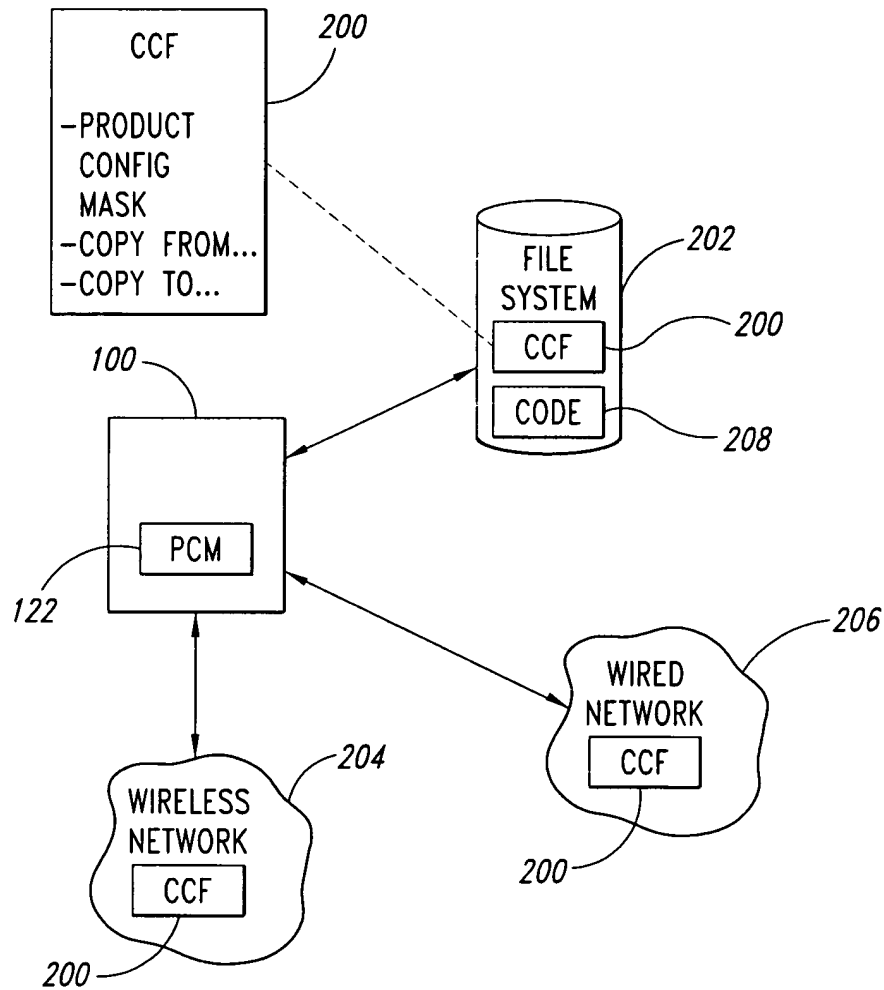 CCF
200
-PRODUCT
CONFIG
MASK
-COPY FROM...
-COPY TO...
202
FILE
SYSTEM
CCF
200
CODE
208
100
PCM
122
206
WIRED
NETWORK
CCF
200
204
WIRELESS
NETWORK
CCF
200